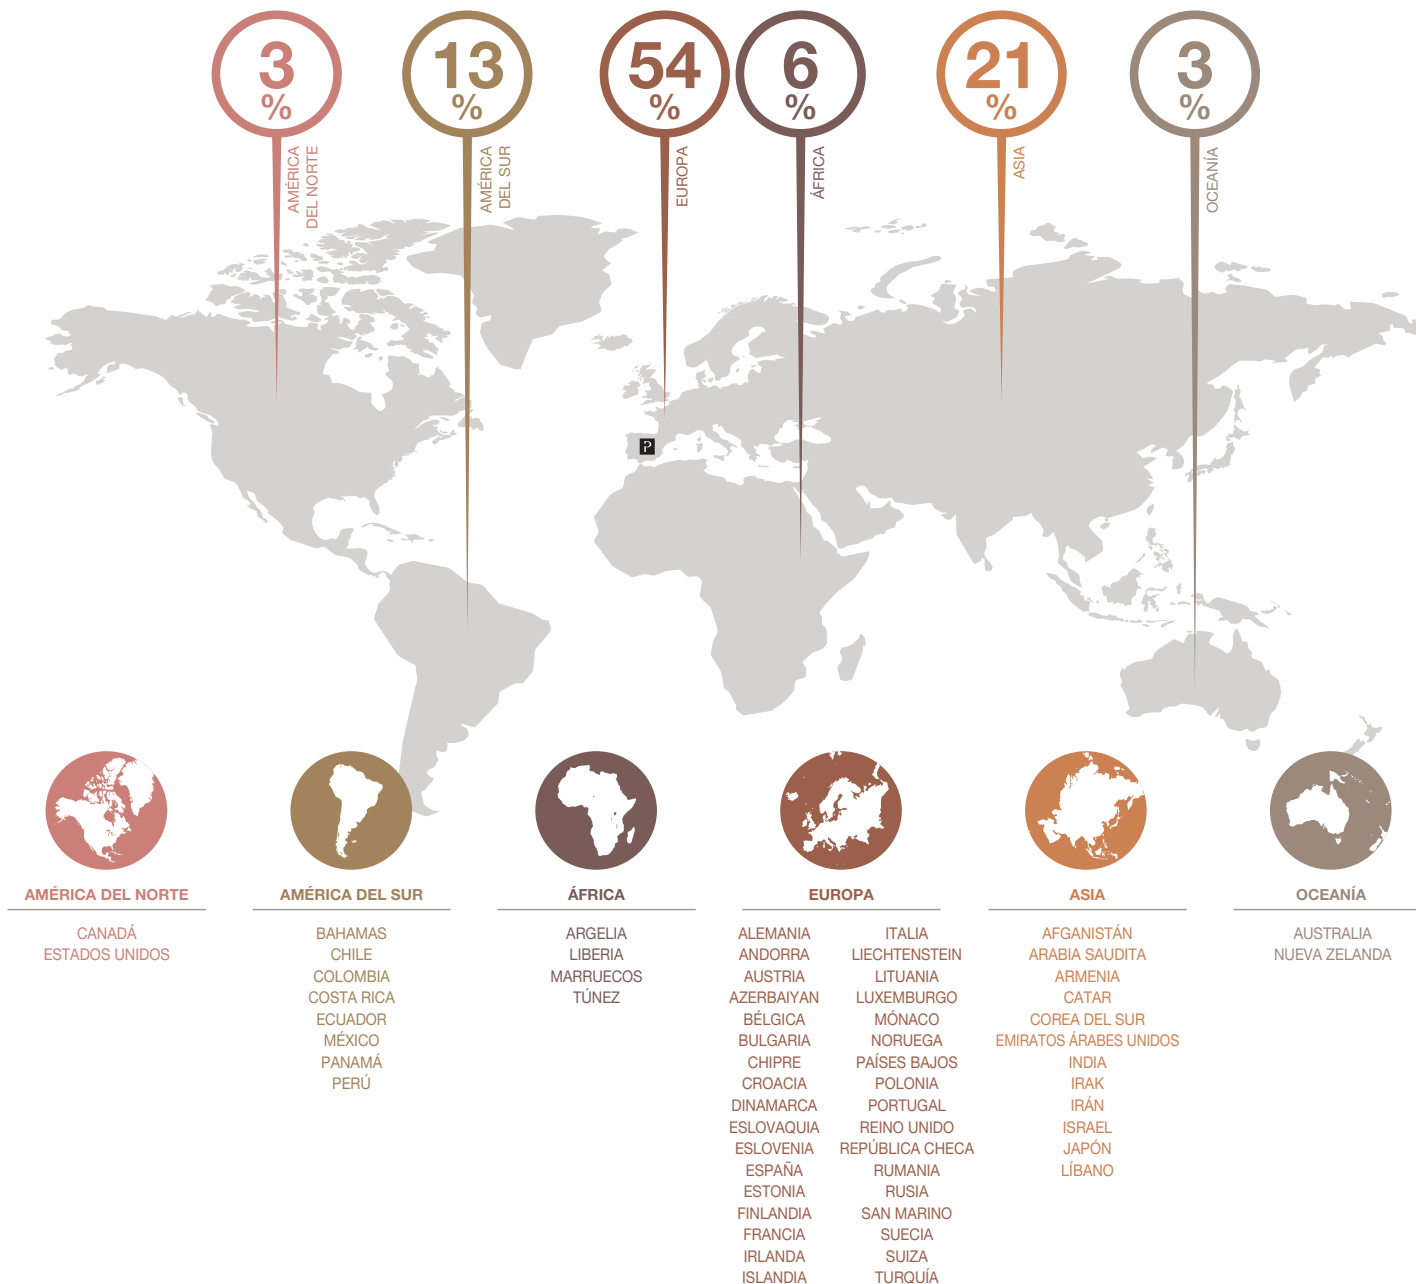 3
%
AMÉRICA
DEL NORTE
13
%
AMÉRICA
DEL SUR
54
%
EUROPA
6
%
ÁFRICA
21
%
ASIA
3
%
OCEANÍA
P
AMÉRICA DEL NORTE
CANADÁ
ESTADOS UNIDOS
AMÉRICA DEL SUR
BAHAMAS
CHILE
COLOMBIA
COSTA RICA
ECUADOR
MÉXICO
PANAMÁ
PERÚ
ÁFRICA
ARGELIA
LIBERIA
MARRUECOS
TÚNEZ
EUROPA
ALEMANIA
ANDORRA
AUSTRIA
AZERBAIYAN
BÉLGICA
BULGARIA
CHIPRE
CROACIA
DINAMARCA
ESLOVAQUIA
ESLOVENIA
ESPAÑA
ESTONIA
FINLANDIA
FRANCIA
IRLANDA
ISLANDIA
ITALIA
LIECHTENSTEIN
LITUANIA
LUXEMBURGO
MÓNACO
NORUEGA
PAÍSES BAJOS
POLONIA
PORTUGAL
REINO UNIDO
REPÚBLICA CHECA
RUMANIA
RUSIA
SAN MARINO
SUECIA
SUIZA
TURQUÍA
ASIA
AFGANISTÁN
ARABIA SAUDITA
ARMENIA
CATAR
COREA DEL SUR
EMIRATOS ÁRABES UNIDOS
INDIA
IRAK
IRÁN
ISRAEL
JAPÓN
LÍBANO
OCEANÍA
AUSTRALIA
NUEVA ZELANDA